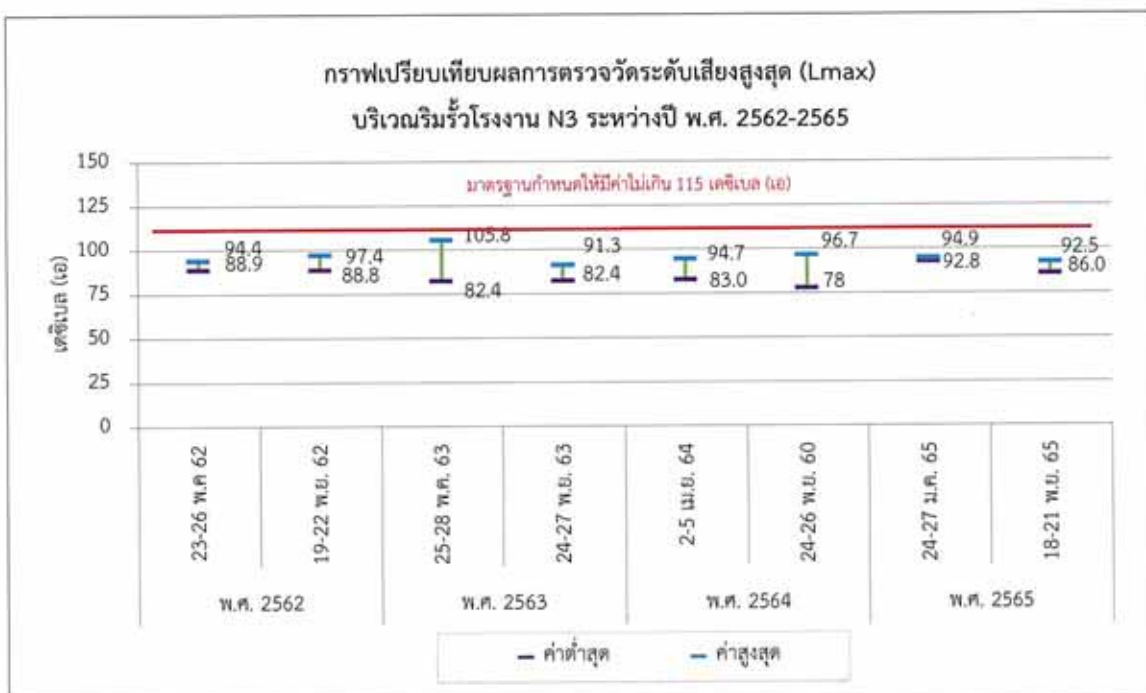 กราฟเปรียบเทียบผลการตรวจวัดระดับเสียงสูงสุด (Lmax)
บริเวณริมรั้วโรงงาน N3 ระหว่างปี พ.ศ. 2562-2565
เดซิเบล (เอ)
150
125
100
75
50
25
0
มาตรฐานกำหนดให้มีค่าไม่เกิน 115 เดซิเบล (เอ)
94.4
88.9
97.4
88.8
105.8
82.4
91.3
82.4
94.7
83.0
96.7
78
94.9
92.8
92.5
86.0
23-26 พ.ค 62
19-22 พ.ย. 62
25-28 พ.ค. 63
24-27 พ.ย. 63
2-5 เม.ย. 64
24-26 พ.ย. 60
24-27 ม.ค. 65
18-21 พ.ย. 65
พ.ศ. 2562
พ.ศ. 2563
พ.ศ. 2564
พ.ศ. 2565
ค่าต่ำสุด
ค่าสูงสุด